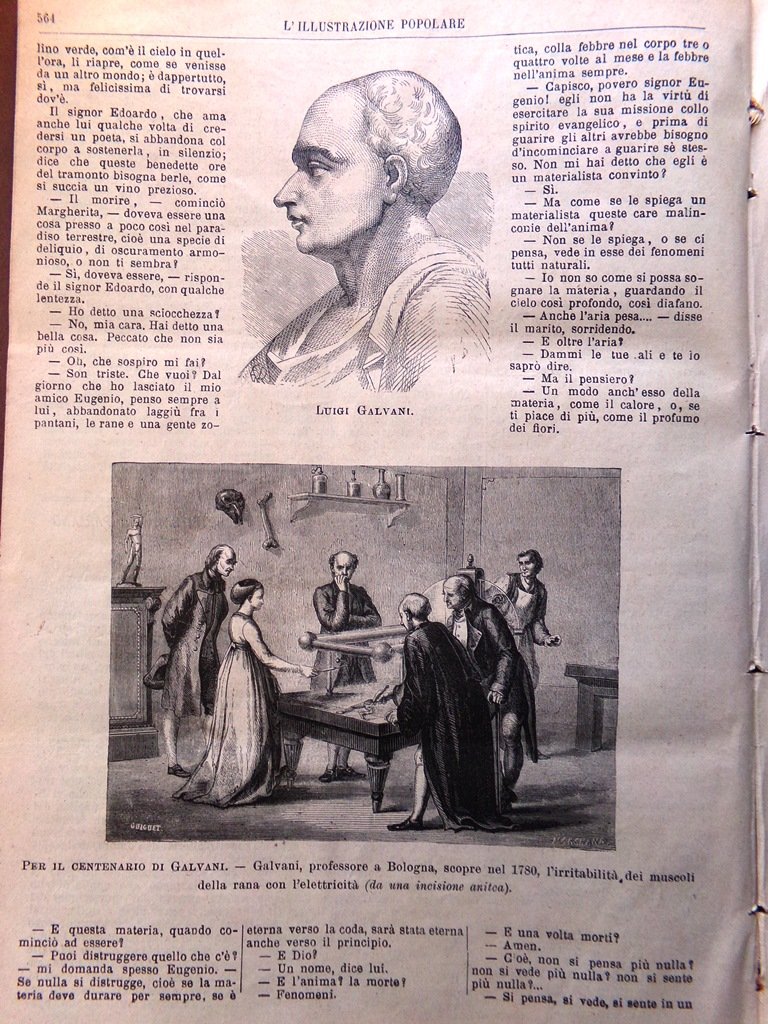 564
L'ILLUSTRAZIONE POPOLARE
lino verde, com'è il cielo in quel-
l'ora, li riapre, come se venisse
da un altro mondo; è dappertutto,
sì, ma felicissima di trovarsi
dov'è.
Il signor Edoardo, che ama
anche lui qualche volta di cre-
dersi un poeta, si abbandona col
corpo a sostenerla, in silenzio;
dice che queste benedette ore
del tramonto bisogna berle, come
si succia un vino prezioso.
— Il morire, — cominciò
Margherita, — doveva essere una
cosa presso a poco così nel para-
diso terrestre, cioè una specie di
deliquio, di oscuramento armo-
nioso, o non ti sembra?
— Sì, doveva essere, — rispon-
de il signor Edoardo, con qualche
lentezza.
— Ho detto una sciocchezza?
— No, mia cara. Hai detto una
bella cosa. Peccato che non sia
più così.
— Oh, che sospiro mi fai?
— Son triste. Che vuoi? Dal
giorno che ho lasciato il mio
amico Eugenio, penso sempre a
lui, abbandonato laggiù fra i
pantani, le rane e una gente zo-
LUIGI GALVANI.
tica, colla febbre nel corpo tre o
quattro volte al mese e la febbre
nell'anima sempre.
— Capisco, povero signor Eu-
genio! egli non ha la virtù di
esercitare la sua missione collo
spirito evangelico, e prima di
guarire gli altri avrebbe bisogno
d'incominciare a guarire sè stes-
so. Non mi hai detto che egli è
un materialista convinto?
— Sì.
— Ma come se le spiega un
materialista queste care malin-
conie dell'anima?
— Non se le spiega, o se ci
pensa, vede in esse dei fenomeni
tutti naturali.
— Io non so come si possa so-
gnare la materia, guardando il
cielo così profondo, così diafano.
— Anche l'aria pesa.... — disse
il marito, sorridendo.
— E oltre l'aria?
— Dammi le tue ali e te lo
saprò dire.
— Ma il pensiero?
— Un modo anch'esso della
materia, come il calore, o, se
ti piace di più, come il profumo
dei fiori.
GUIGUET.
PER IL CENTENARIO DI GALVANI. — Galvani, professore a Bologna, scopre nel 1780, l'irritabilità dei muscoli
della rana con l'elettricità (da una incisione anitca).
— E questa materia, quando co-
minciò ad essere?
— Puoi distruggere quello che c'è?
— mi domanda spesso Eugenio. —
Se nulla si distrugge, cioè se la ma-
teria deve durare per sempre, se è
eterna verso la coda, sarà stata eterna
anche verso il principio.
— E Dio?
— Un nome, dice lui.
— E l'anima? la morte?
— Fenomeni.
— E una volta morti?
— Amen.
— Cioè, non si pensa più nulla?
non si vede più nulla? non si sente
più nulla?...
— Si pensa, si vede, si sente in un